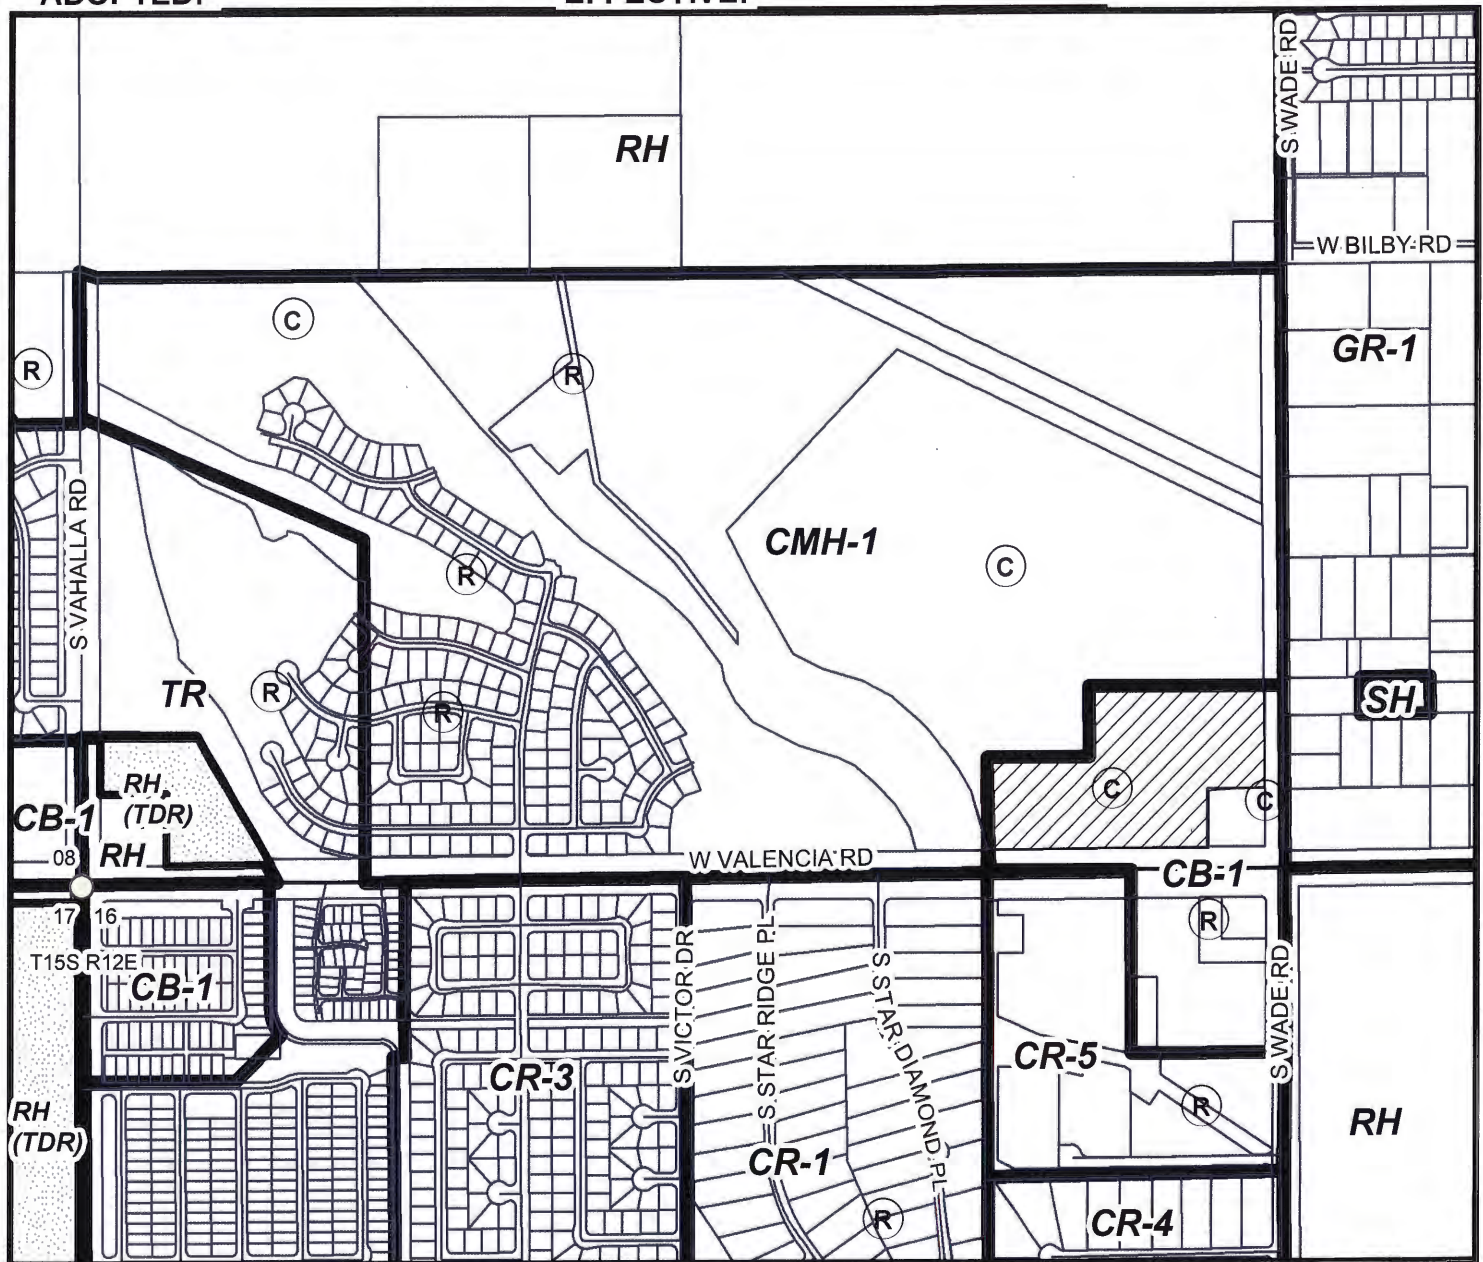 ADOPTED: EFFECTIVE:
S WADE RD
RH
W BILBY RD
C
R
R
GR-1
S VAHALLA RD
CMH-1
C
R
TR
R
R
SH
RH
(TDR)
C
C
CB-1
08
RH
W VALENCIA RD
CB-1
17 16
R
T15S R12E
CB-1
S VICTOR DR
S STAR RIDGE PL
S STAR DIAMOND PL
S WADE RD
CR-3
CR-5
R
RH
(TDR)
RH
CR-1
R
CR-4